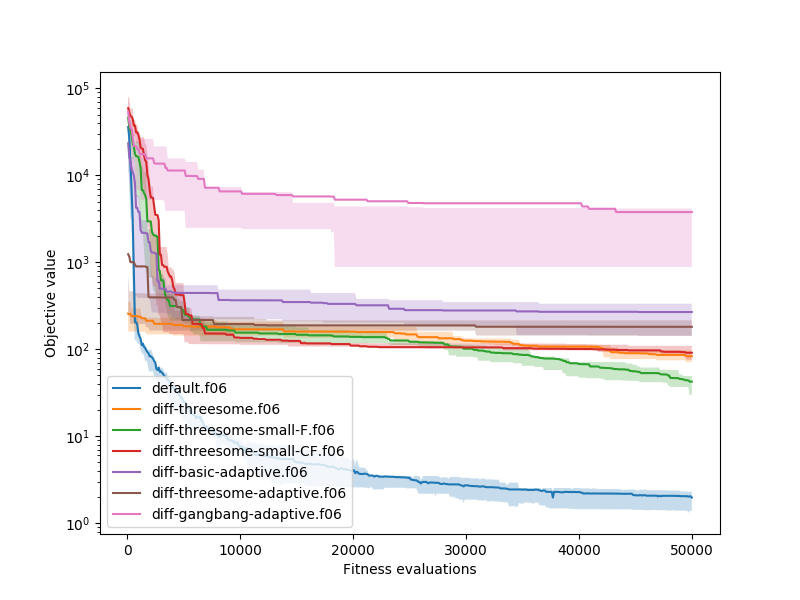 10^5
10^4
10^3
10^2
10^1
10^0
Objective value
default.f06
diff-threesome.f06
diff-threesome-small-F.f06
diff-threesome-small-CF.f06
diff-basic-adaptive.f06
diff-threesome-adaptive.f06
diff-gangbang-adaptive.f06
0 10000 20000 30000 40000 50000
Fitness evaluations